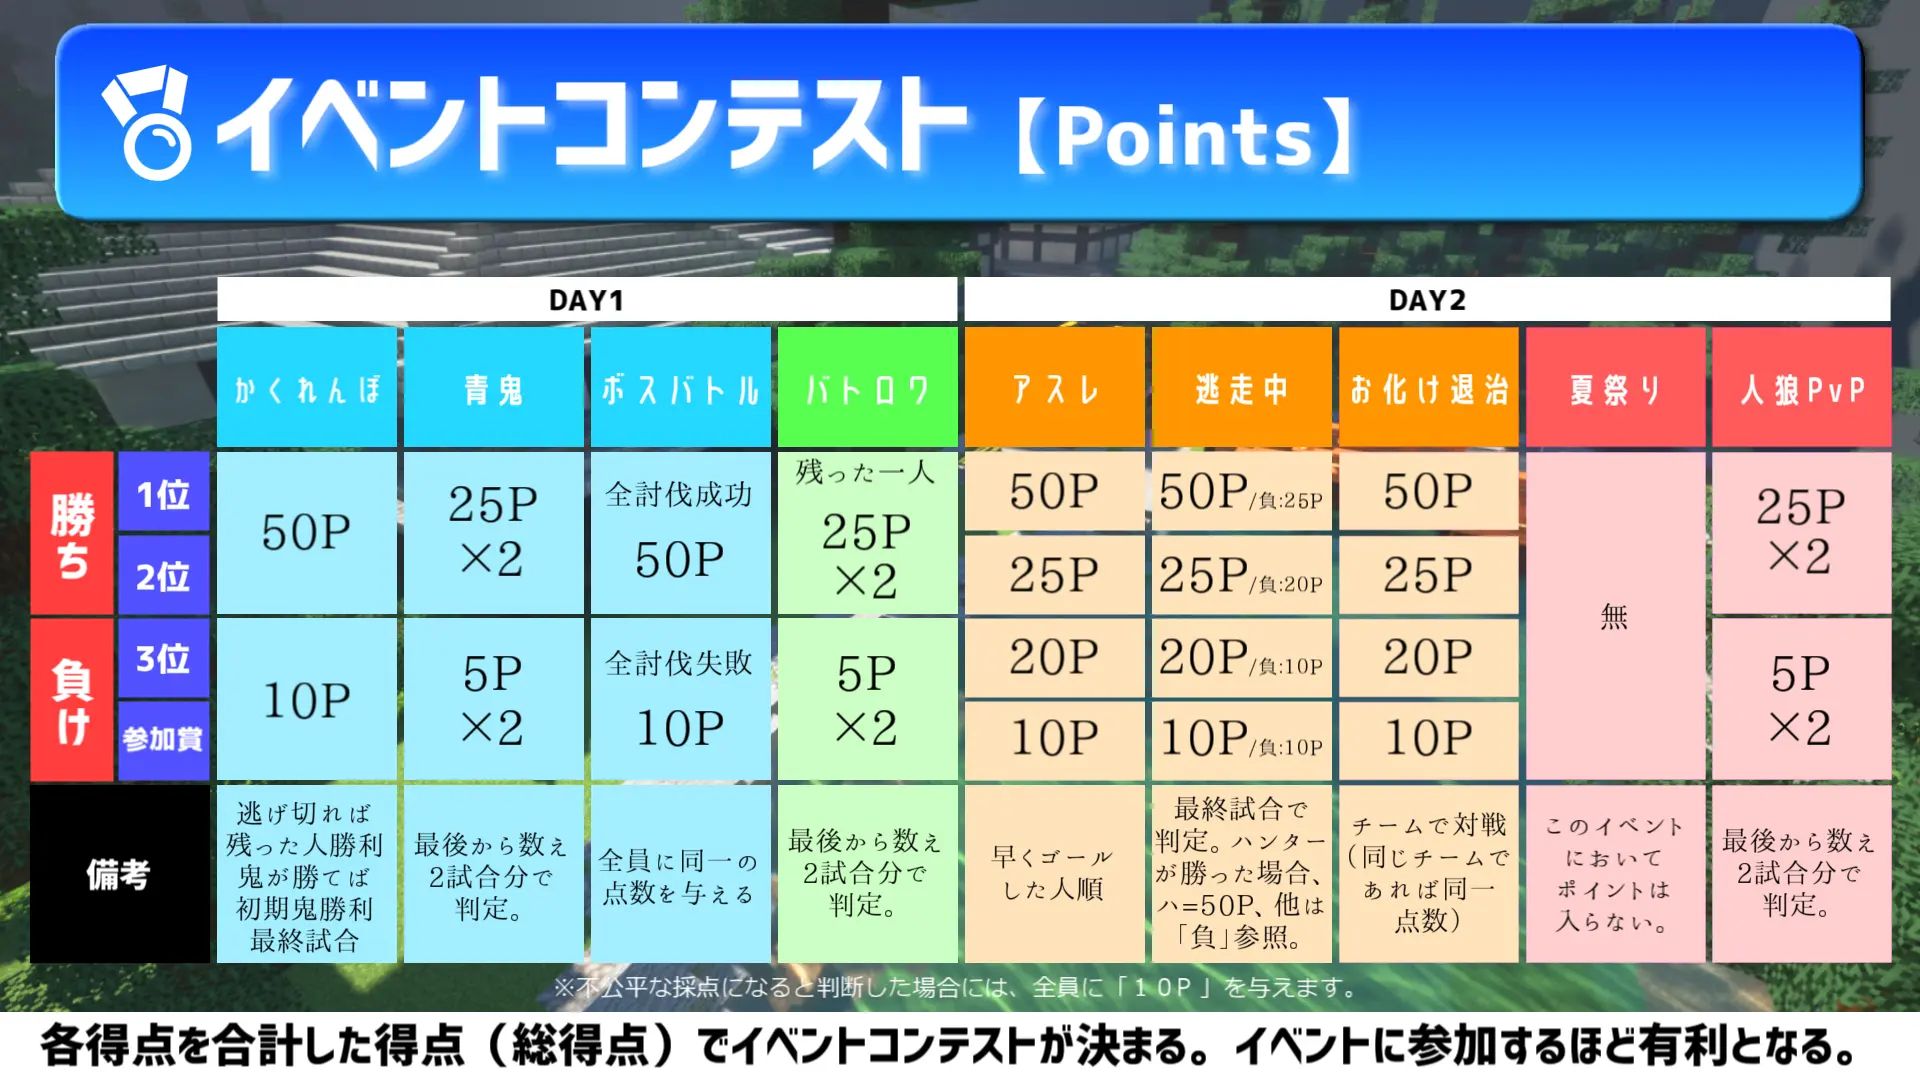 イベントコンテスト【Points】
DAY1
DAY2
かくれんぼ
青鬼
ボスバトル
バトロワ
アスレ
逃走中
お化け退治
夏祭り
人狼PvP
勝ち
1位
2位
50P
25P
×2
全討伐成功
50P
残った一人
25P
×2
50P
50P/負:25P
50P
25P
25P/負:20P
25P
無
25P
×2
負け
3位
参加賞
10P
5P
×2
全討伐失敗
10P
5P
×2
20P
20P/負:10P
20P
10P
10P/負:10P
10P
5P
×2
備考
逃げ切れば
残った人勝利
鬼が勝てば
初期鬼勝利
最終試合
最後から数え
2試合分で
判定。
全員に同一の
点数を与える
最後から数え
2試合分で
判定。
早くゴール
した人順
最終試合で
判定。ハンター
が勝った場合、
ハ=50P、他は
「負」参照。
チームで対戦
（同じチームで
あれば同一
点数）
このイベント
において
ポイントは
入らない。
最後から数え
2試合分で
判定。
※不公平な採点になると判断した場合には、全員に「１０Ｐ」を与えます。
各得点を合計した得点（総得点）でイベントコンテストが決まる。イベントに参加するほど有利となる。